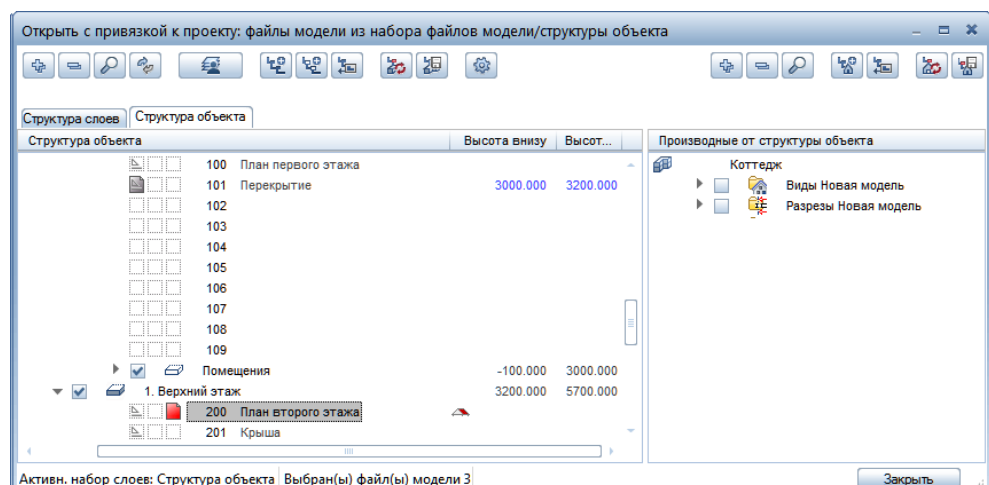 Открыть с привязкой к проекту: файлы модели из набора файлов модели/структуры объекта
Структура слоев Структура объекта
Структура объекта Высота внизу Высот... Производные от структуры объекта
100 План первого этажа
101 Перекрытие 3000.000 3200.000
102
103
104
105
106
107
108
109
Помещения -100.000 3000.000
1. Верхний этаж 3200.000 5700.000
200 План второго этажа
201 Крыша
Коттедж
Виды Новая модель
Разрезы Новая модель
Активн. набор слоев: Структура объекта Выбран(ы) файл(ы) модели 3 Закрыть